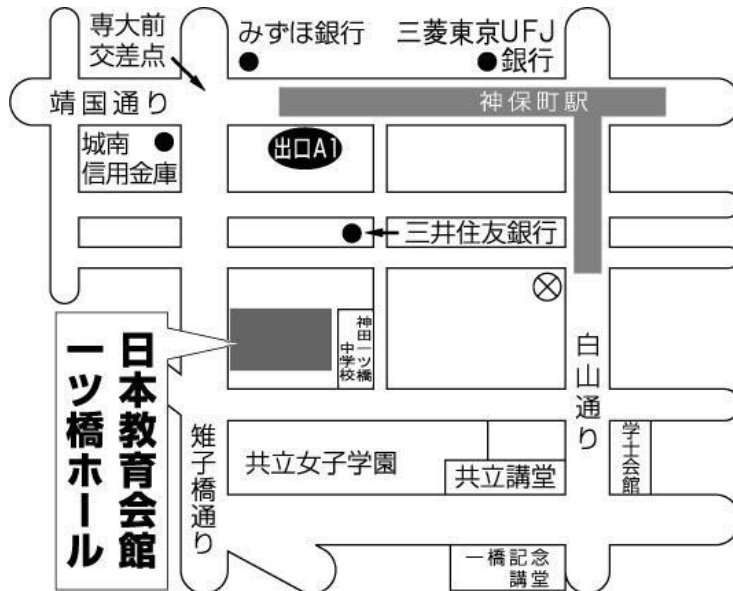 専大前
交差点
みずほ銀行
三菱東京UFJ
銀行
靖国通り
神保町駅
城南
信用金庫
出口A1
三井住友銀行
神田一ツ橋
中学校
白山通り
日本教育会館
一ツ橋ホール
雉子橋通り
共立女子学園
共立講堂
学士会館
一橋記念
講堂